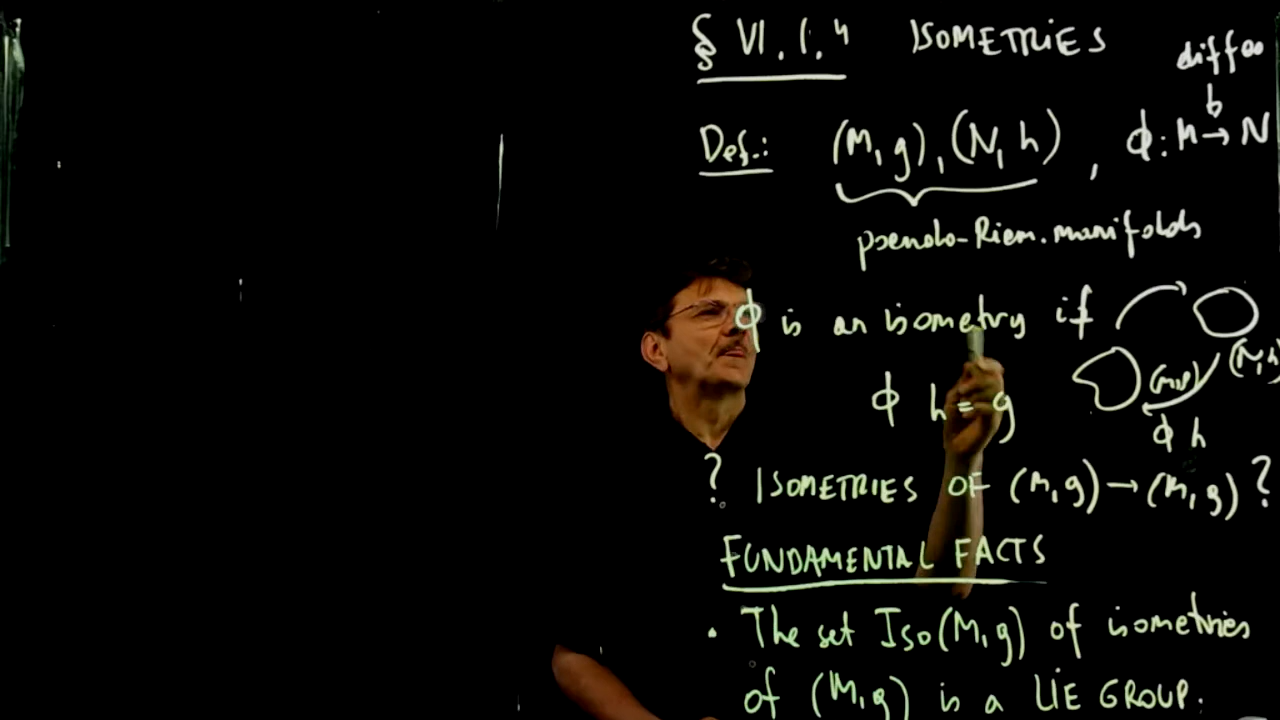 § VI.1.4 ISOMETRIES
diffeo
Def.: (M, g), (N, h), φ: M → N
pseudo-Riem. manifolds
φ is an isometry if
φ h = g
(M, g) (N, h)
φ h
? ISOMETRIES OF (M, g) → (M, g) ?
FUNDAMENTAL FACTS
• The set Iso(M, g) of isometries
of (M, g) is a LIE GROUP.